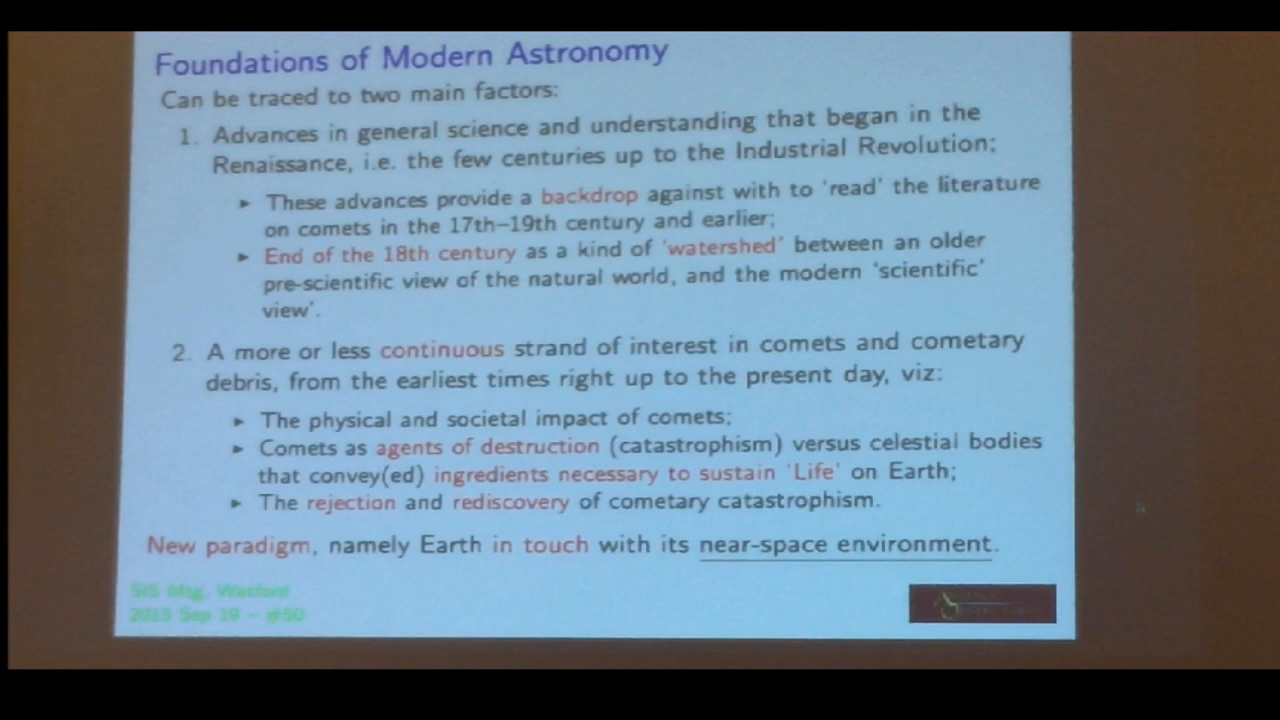 Foundations of Modern Astronomy
Can be traced to two main factors:
1. Advances in general science and understanding that began in the
Renaissance, i.e. the few centuries up to the Industrial Revolution;
► These advances provide a backdrop against with to 'read' the literature
on comets in the 17th–19th century and earlier;
► End of the 18th century as a kind of 'watershed' between an older
pre-scientific view of the natural world, and the modern 'scientific'
view'.
2. A more or less continuous strand of interest in comets and cometary
debris, from the earliest times right up to the present day, viz:
► The physical and societal impact of comets;
► Comets as agents of destruction (catastrophism) versus celestial bodies
that convey(ed) ingredients necessary to sustain 'Life' on Earth;
► The rejection and rediscovery of cometary catastrophism.
New paradigm, namely Earth in touch with its near-space environment.
SIS Mtg. Watford
2015 Sep 19 – #50